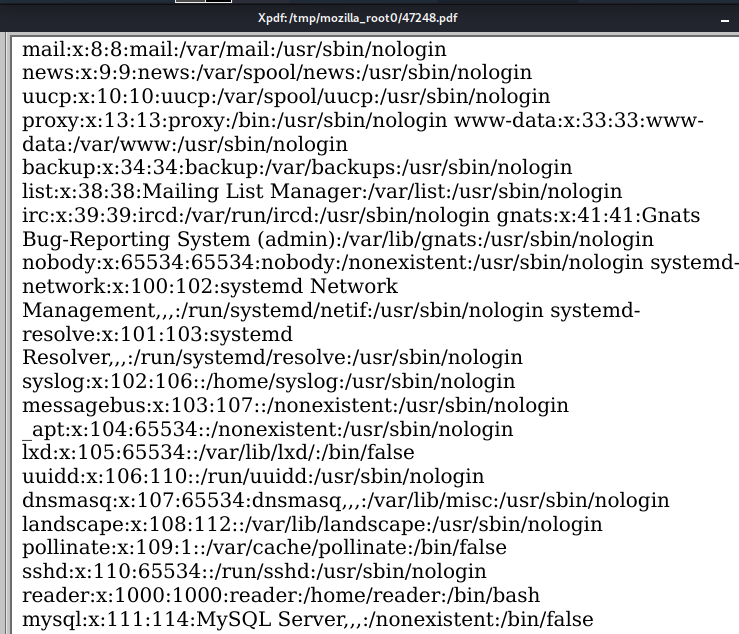 Xpdf: /tmp/mozilla_root0/47248.pdf
mail:x:8:8:mail:/var/mail:/usr/sbin/nologin
news:x:9:9:news:/var/spool/news:/usr/sbin/nologin
uucp:x:10:10:uucp:/var/spool/uucp:/usr/sbin/nologin
proxy:x:13:13:proxy:/bin:/usr/sbin/nologin www-data:x:33:33:www-
data:/var/www:/usr/sbin/nologin
backup:x:34:34:backup:/var/backups:/usr/sbin/nologin
list:x:38:38:Mailing List Manager:/var/list:/usr/sbin/nologin
irc:x:39:39:ircd:/var/run/ircd:/usr/sbin/nologin gnats:x:41:41:Gnats
Bug-Reporting System (admin):/var/lib/gnats:/usr/sbin/nologin
nobody:x:65534:65534:nobody:/nonexistent:/usr/sbin/nologin systemd-
network:x:100:102:systemd Network
Management,,,:/run/systemd/netif:/usr/sbin/nologin systemd-
resolve:x:101:103:systemd
Resolver,,,:/run/systemd/resolve:/usr/sbin/nologin
syslog:x:102:106::/home/syslog:/usr/sbin/nologin
messagebus:x:103:107::/nonexistent:/usr/sbin/nologin
_apt:x:104:65534::/nonexistent:/usr/sbin/nologin
lxd:x:105:65534::/var/lib/lxd/:/bin/false
uuidd:x:106:110::/run/uuidd:/usr/sbin/nologin
dnsmasq:x:107:65534:dnsmasq,,,:/var/lib/misc:/usr/sbin/nologin
landscape:x:108:112::/var/lib/landscape:/usr/sbin/nologin
pollinate:x:109:1::/var/cache/pollinate:/bin/false
sshd:x:110:65534::/run/sshd:/usr/sbin/nologin
reader:x:1000:1000:reader:/home/reader:/bin/bash
mysql:x:111:114:MySQL Server,,,:/nonexistent:/bin/false